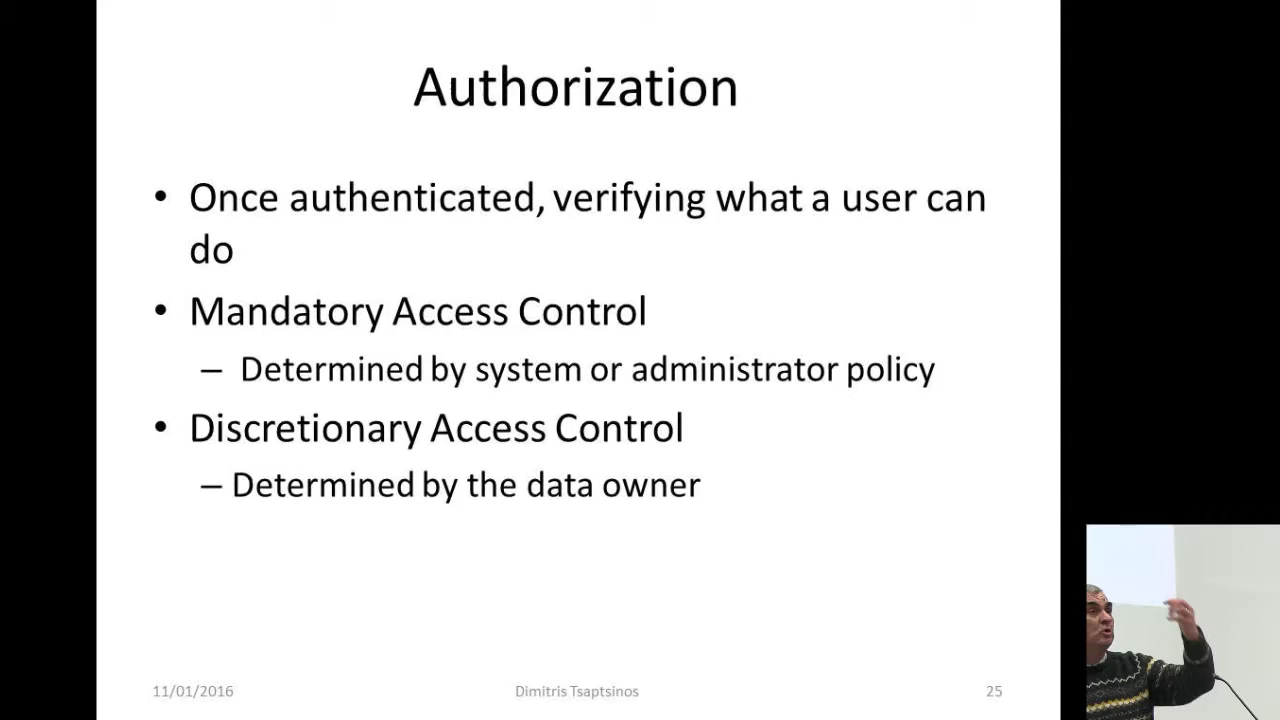 Authorization
• Once authenticated, verifying what a user can
do
• Mandatory Access Control
– Determined by system or administrator policy
• Discretionary Access Control
– Determined by the data owner
11/01/2016 Dimitris Tsaptsinos 25